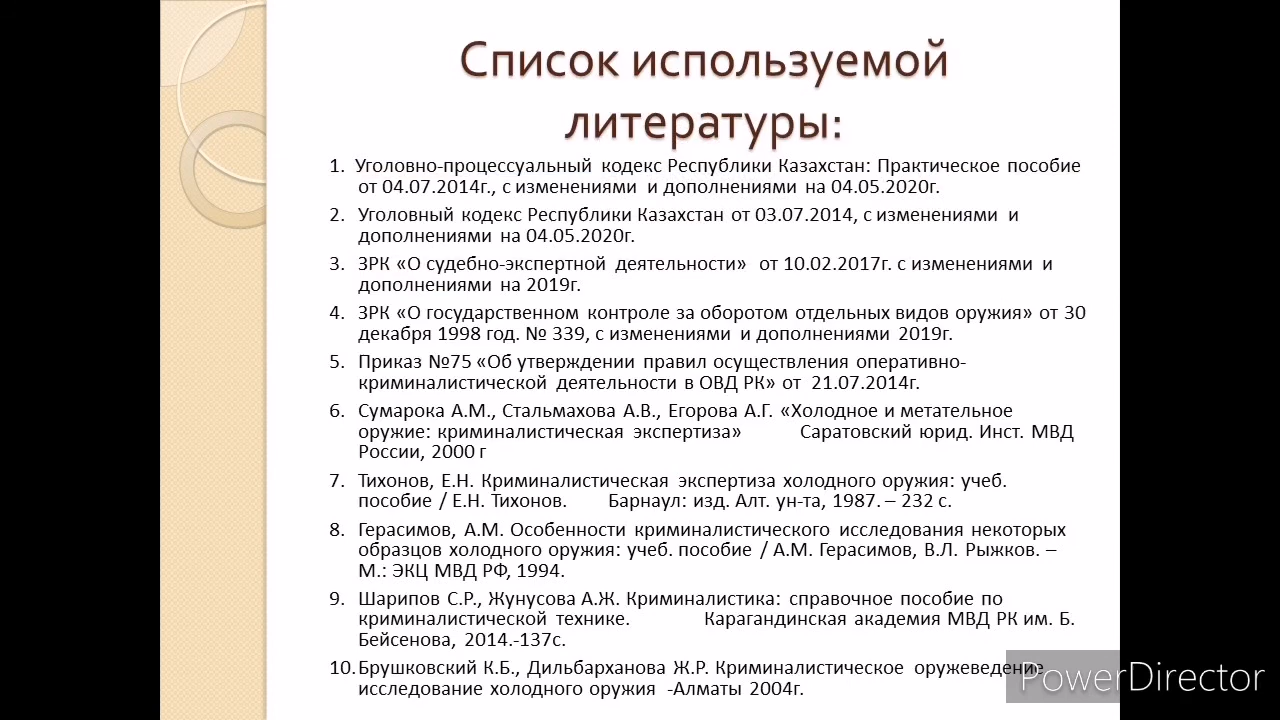 Список используемой
литературы:
1. Уголовно-процессуальный кодекс Республики Казахстан: Практическое пособие
от 04.07.2014г., с изменениями и дополнениями на 04.05.2020г.
2. Уголовный кодекс Республики Казахстан от 03.07.2014, с изменениями и
дополнениями на 04.05.2020г.
3. ЗРК «О судебно-экспертной деятельности» от 10.02.2017г. с изменениями и
дополнениями на 2019г.
4. ЗРК «О государственном контроле за оборотом отдельных видов оружия» от 30
декабря 1998 год. № 339, с изменениями и дополнениями 2019г.
5. Приказ №75 «Об утверждении правил осуществления оперативно-
криминалистической деятельности в ОВД РК» от 21.07.2014г.
6. Сумарока А.М., Стальмахова А.В., Егорова А.Г. «Холодное и метательное
оружие: криминалистическая экспертиза» Саратовский юрид. Инст. МВД
России, 2000 г
7. Тихонов, Е.Н. Криминалистическая экспертиза холодного оружия: учеб.
пособие / Е.Н. Тихонов. Барнаул: изд. Алт. ун-та, 1987. – 232 с.
8. Герасимов, А.М. Особенности криминалистического исследования некоторых
образцов холодного оружия: учеб. пособие / А.М. Герасимов, В.Л. Рыжков. –
М.: ЭКЦ МВД РФ, 1994.
9. Шарипов С.Р., Жунусова А.Ж. Криминалистика: справочное пособие по
криминалистической технике. Карагандинская академия МВД РК им. Б.
Бейсенова, 2014.-137с.
10. Брушковский К.Б., Дильбарханова Ж.Р. Криминалистическое оружеведение
исследование холодного оружия -Алматы 2004г.
PowerDirector